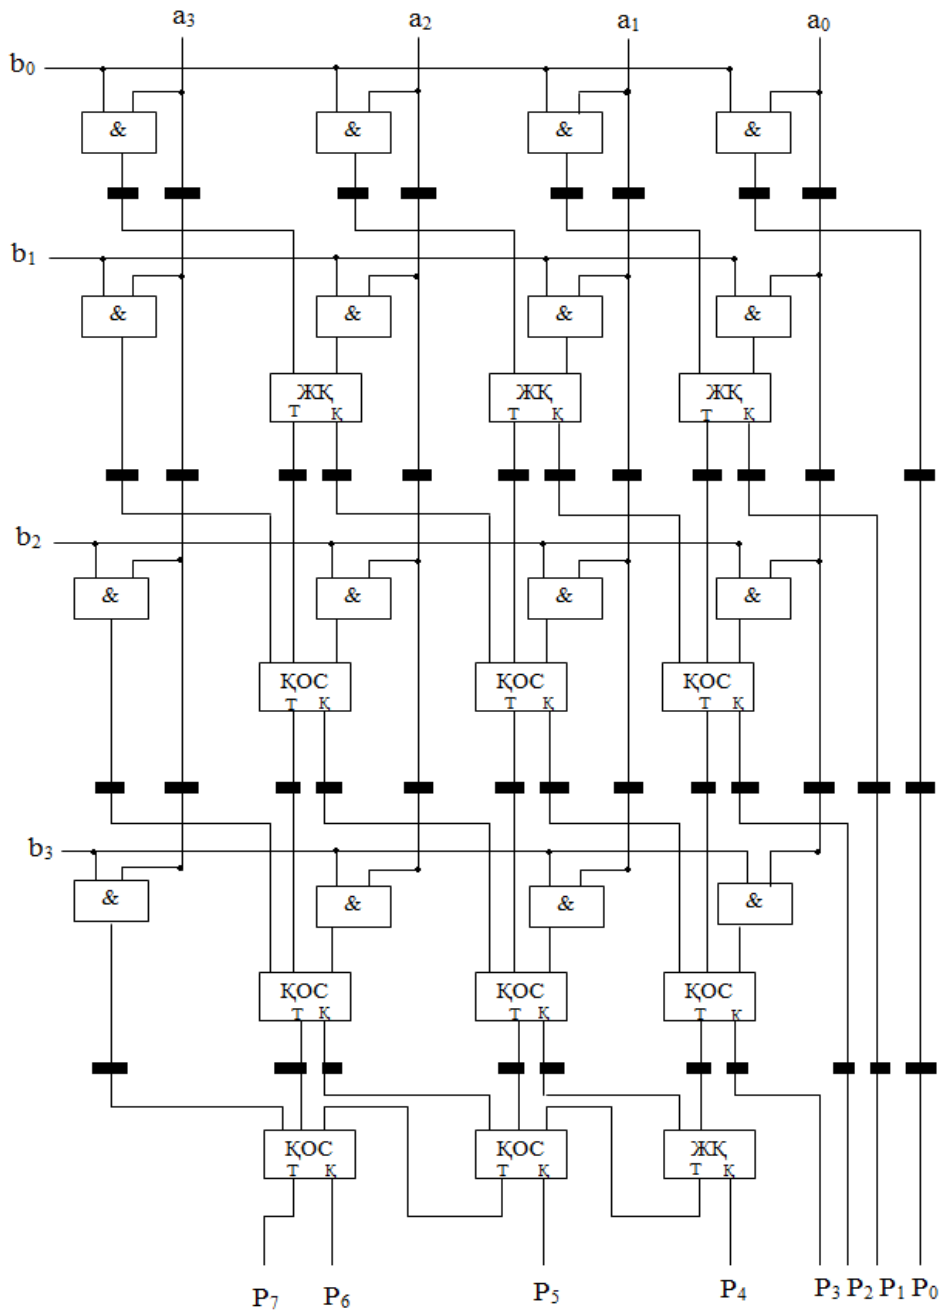 a₃ a₂ a₁ a₀
b₀
& & & &
b₁
& & & &
ЖҚ ЖҚ ЖҚ
Т Қ Т Қ Т Қ
b₂
& & & &
ҚОС ҚОС ҚОС
Т Қ Т Қ Т Қ
b₃
& & & &
ҚОС ҚОС ҚОС
Т Қ Т Қ Т Қ
ҚОС ҚОС ЖҚ
Т Қ Т Қ Т Қ
P₇ P₆ P₅ P₄ P₃ P₂ P₁ P₀